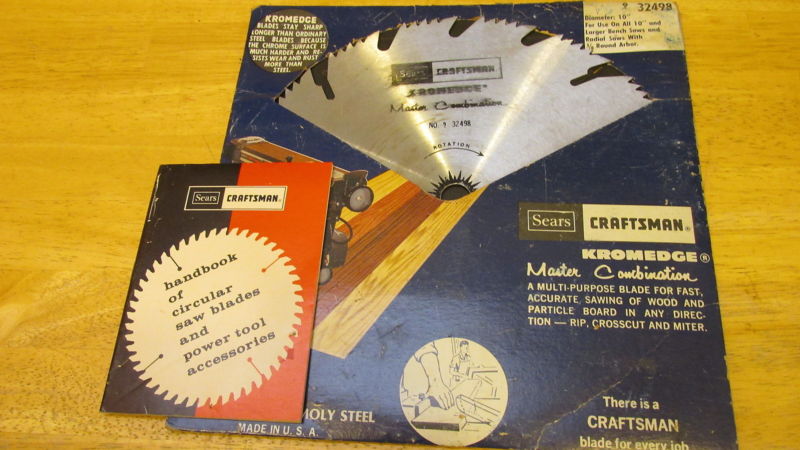 KROMEDGE
BLADES STAY SHARP
LONGER THAN ORDINARY
STEEL BLADES BECAUSE
THE CHROME SURFACE IS
MUCH HARDER AND RE-
SISTS WEAR AND RUST
MORE THAN
STEEL.
9 32498
Diameter: 10"
For Use On All 10" and
Larger Bench Saws and
Radial Saws With
5/8 Round Arbor.
Sears CRAFTSMAN
KROMEDGE®
Master Combination
NO. 9 32498
ROTATION
Sears CRAFTSMAN®
KROMEDGE®
Master Combination
A MULTI-PURPOSE BLADE FOR FAST,
ACCURATE SAWING OF WOOD AND
PARTICLE BOARD IN ANY DIREC-
TION — RIP, CROSSCUT AND MITER.
There is a
CRAFTSMAN
blade for every job
MOLY STEEL
MADE IN U. S. A.
Sears CRAFTSMAN®
handbook
of
circular
saw blades
and
power tool
accessories